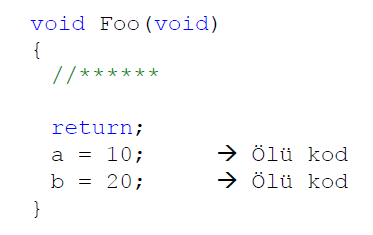 void Foo(void)
{
//******
return;
a = 10; → Ölü kod
b = 20; → Ölü kod
}